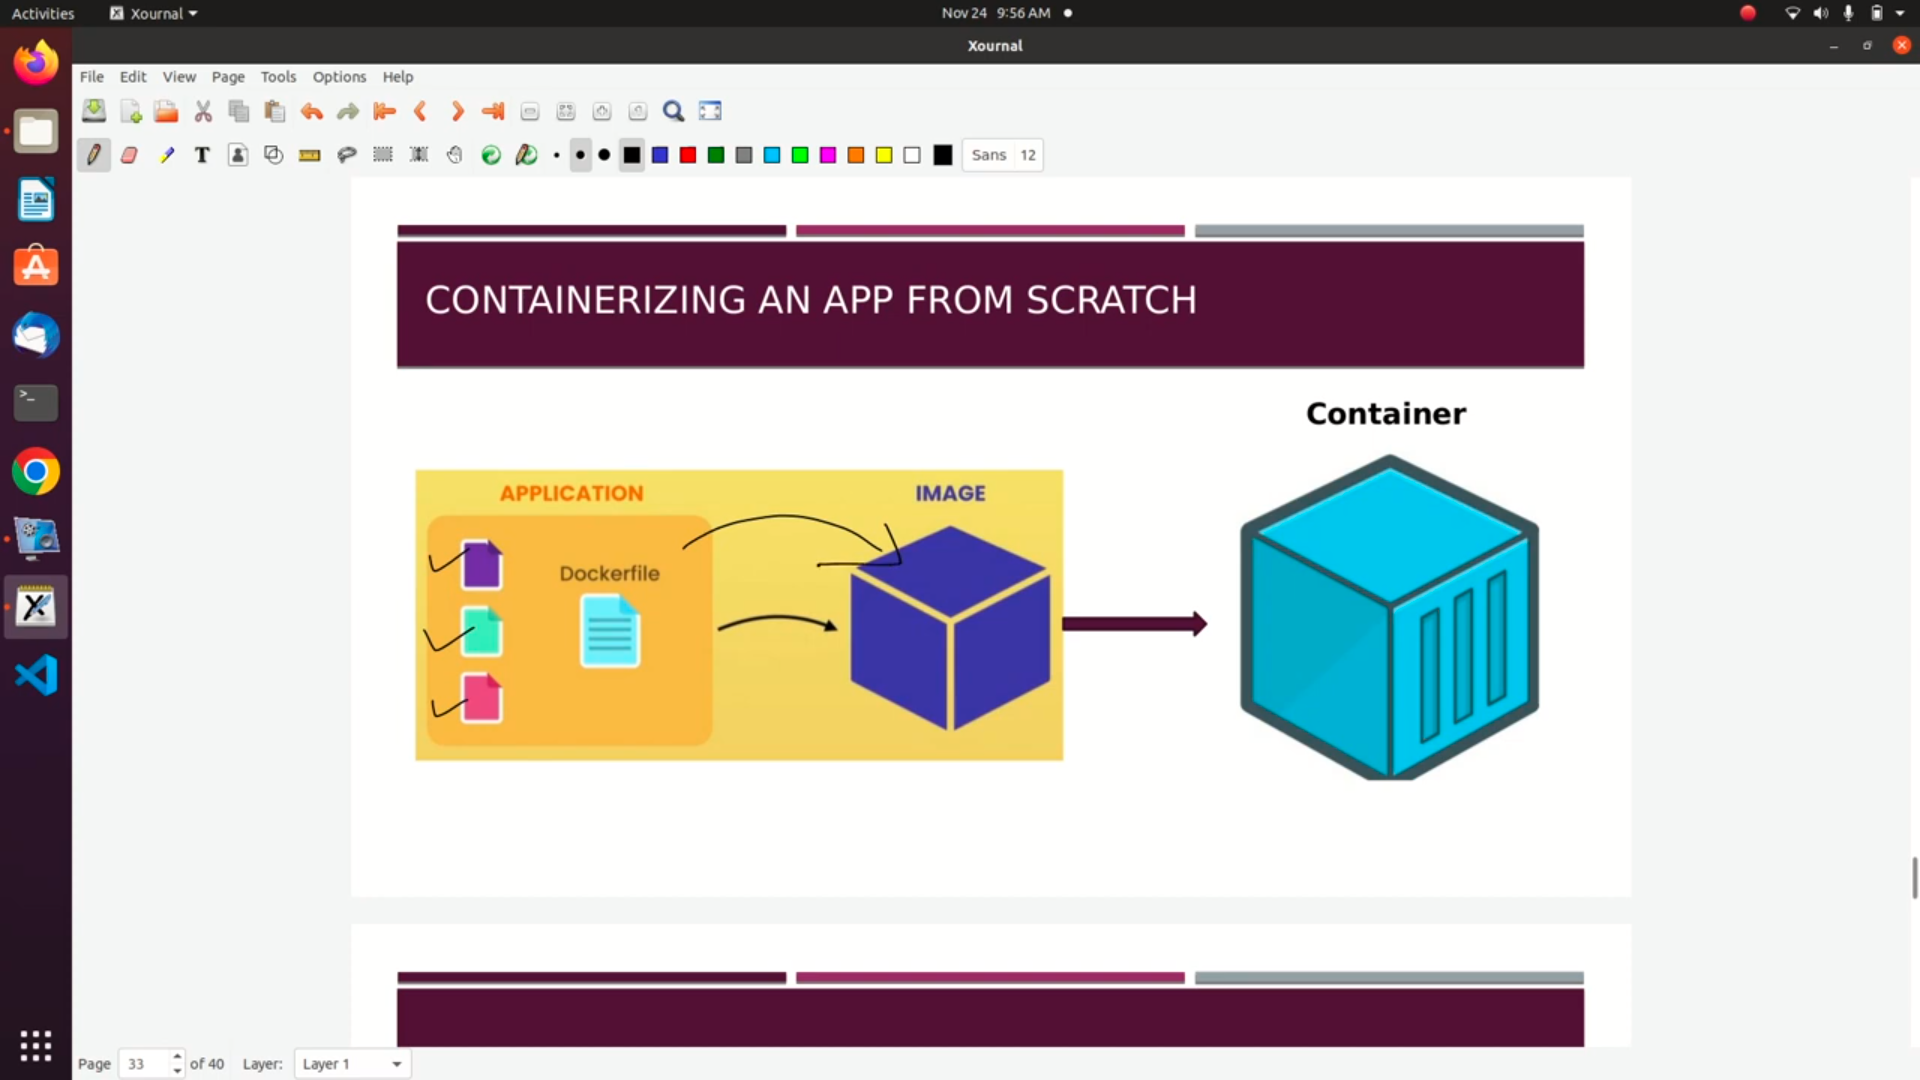 Activities Xournal Nov 24 9:56 AM
Xournal
File Edit View Page Tools Options Help
T Sans 12
CONTAINERIZING AN APP FROM SCRATCH
Container
APPLICATION IMAGE
Dockerfile
Page 33 of 40 Layer: Layer 1